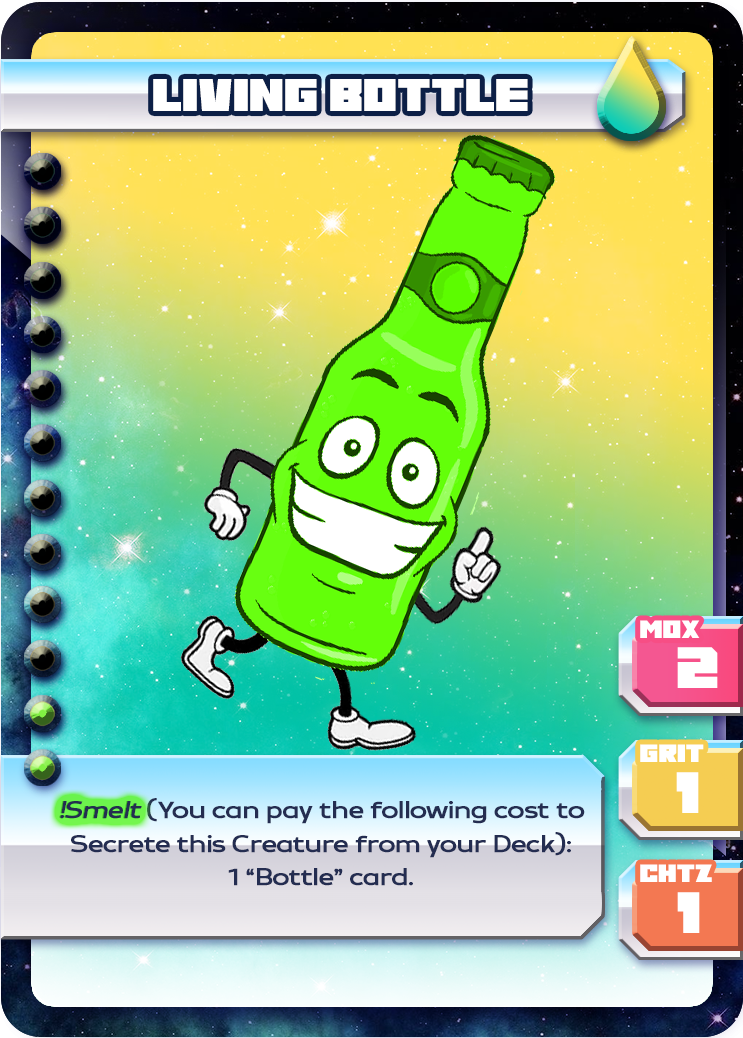 LIVING BOTTLE
MOX
2
GRIT
1
CHTZ
1
!Smelt (You can pay the following cost to
Secrete this Creature from your Deck):
1 “Bottle” card.